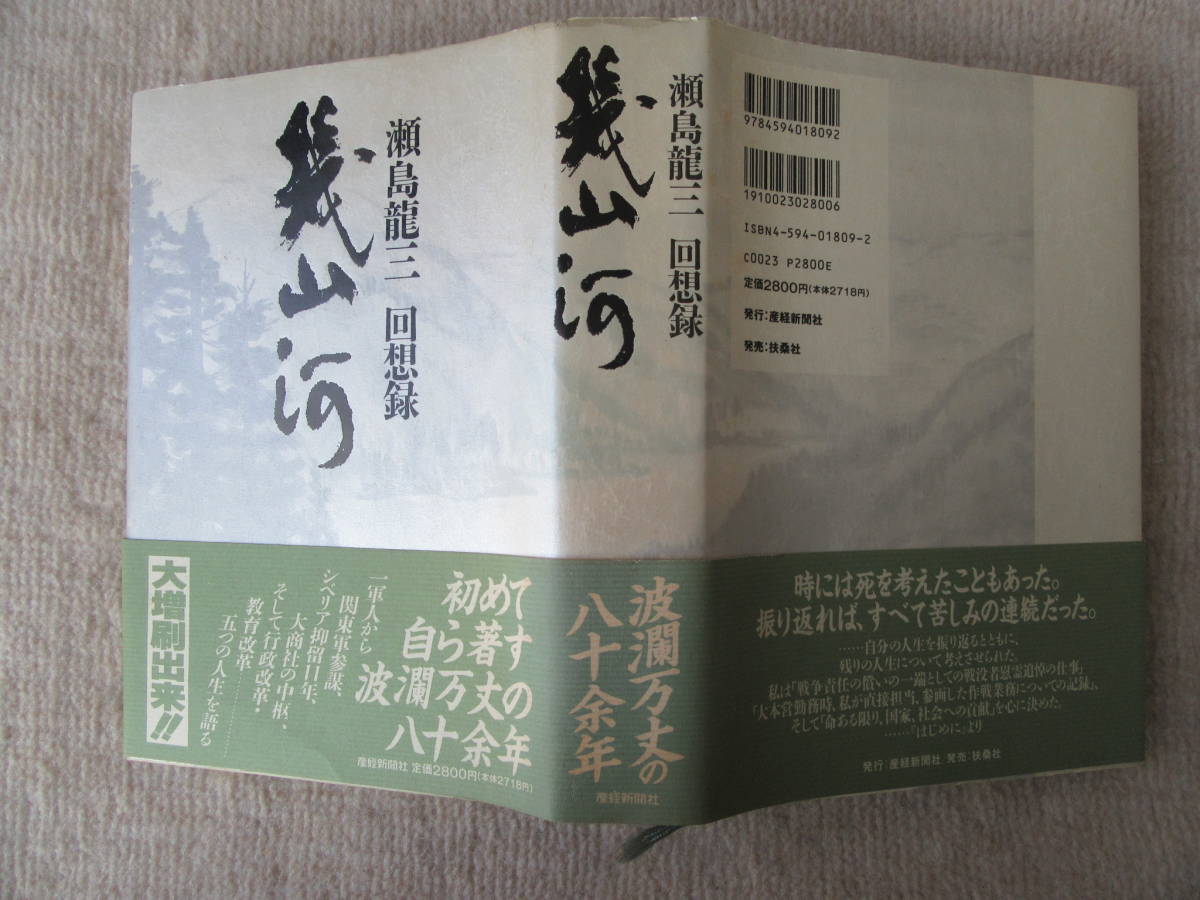 瀬島龍三 回想録
幾山河
初めて
自ら著す
波瀾万丈の
八十余年
一軍人から
関東軍参謀、
シベリア抑留11年、
大商社の中枢、
そして行政改革・
教育改革…………
五つの人生を語る…………
大増刷出来!!
産経新聞社 定価2800円(本体2718円)
瀬島龍三 回想録
幾山河
波瀾万丈の
八十余年
産経新聞社
9784594018092
1910023028006
ISBN4-594-01809-2
C0023 P2800E
定価2800円(本体2718円)
発行:産経新聞社
発売:扶桑社
時には死を考えたこともあった。
振り返れば、すべて苦しみの連続だった。
……自分の人生を振り返るとともに、
残りの人生について考えさせられた。
私は「戦争責任の償いの一端としての戦没者慰霊追悼の仕事」、
「大本営勤務時、私が直接担当、参画した作戦業務についての記録」、
そして「命ある限り、国家、社会への貢献」を心に決めた。
……『はじめに』より
発行:産経新聞社 発売:扶桑社